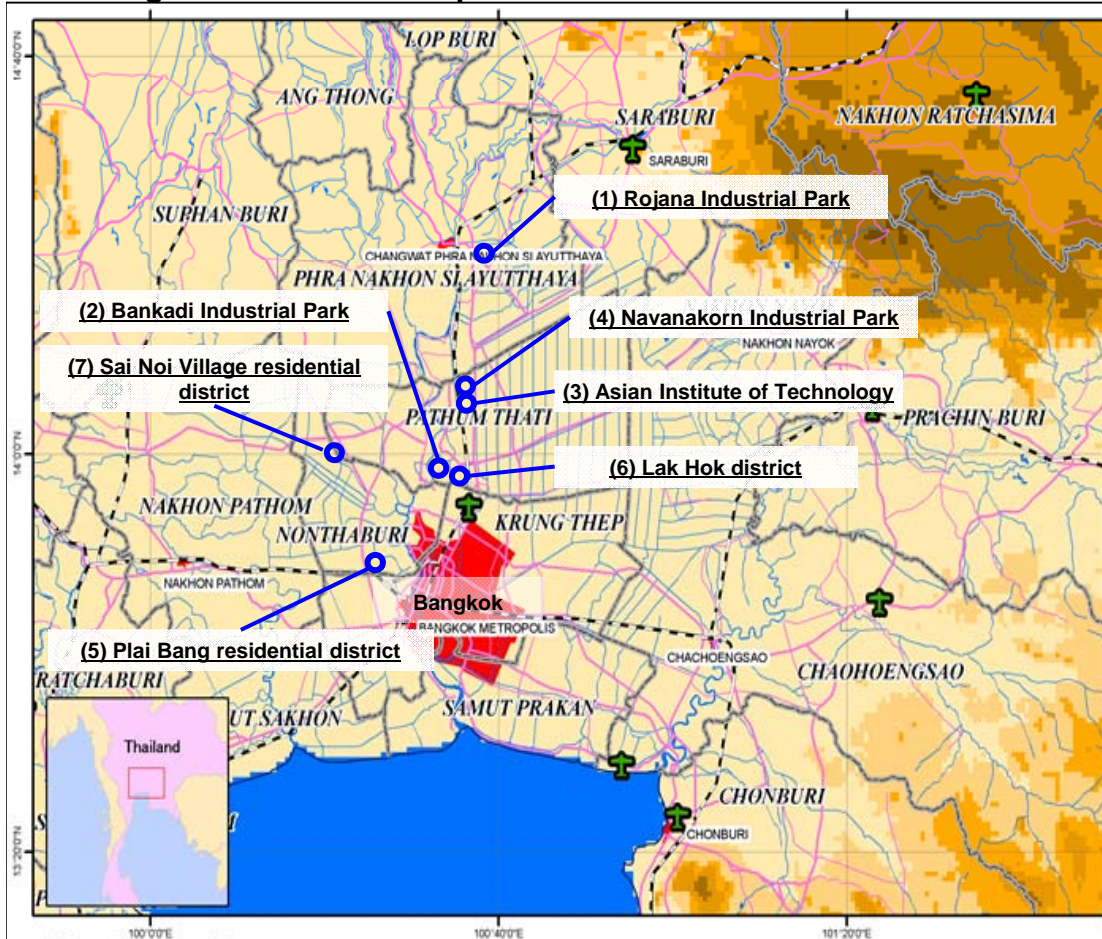 14°40'0"N
LOP BURI
ANG THONG
SARABURI
NAKHON RATCHASIMA
SARABURI
(1) Rojana Industrial Park
SUPHAN BURI
CHANGWAT PHRA NAKHON SI AYUTTHAYA
PHRA NAKHON SI AYUTTHAYA
(2) Bankadi Industrial Park
(4) Navanakorn Industrial Park
NAKHON NAYOK
(7) Sai Noi Village residential
district
(3) Asian Institute of Technology
PATHUM THATI
PRACHIN BURI
14°0'0"N
(6) Lak Hok district
NAKHON PATHOM
NONTHABURI
KRUNG THEP
NAKHON PATHOM
Bangkok
BANGKOK METROPOLIS
(5) Plai Bang residential district
CHACHOENGSAO
CHAOHOENGSAO
RATCHABURI
UT SAKHON
SAMUT PRAKAN
Thailand
CHONBURI
CHONBURI
13°20'0"N
100°0'0"E
100°40'0"E
101°20'0"E